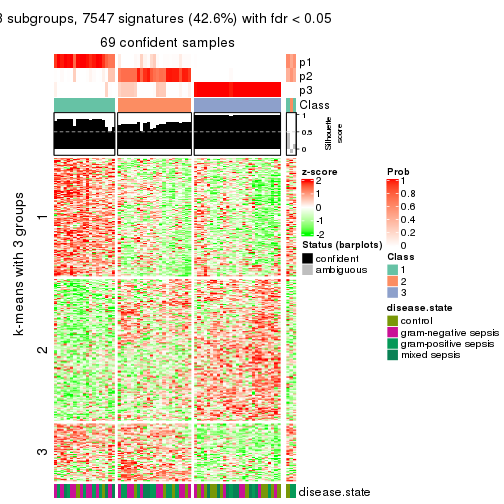 3 subgroups, 7547 signatures (42.6%) with fdr < 0.05
69 confident samples
p1
p2
p3
Class
1
0.5
0
Silhouette
score
k-means with 3 groups
1
2
3
disease.state
z-score
2
1
0
-1
-2
Status (barplots)
confident
ambiguous
Prob
1
0.8
0.6
0.4
0.2
0
Class
1
2
3
disease.state
control
gram-negative sepsis
gram-positive sepsis
mixed sepsis